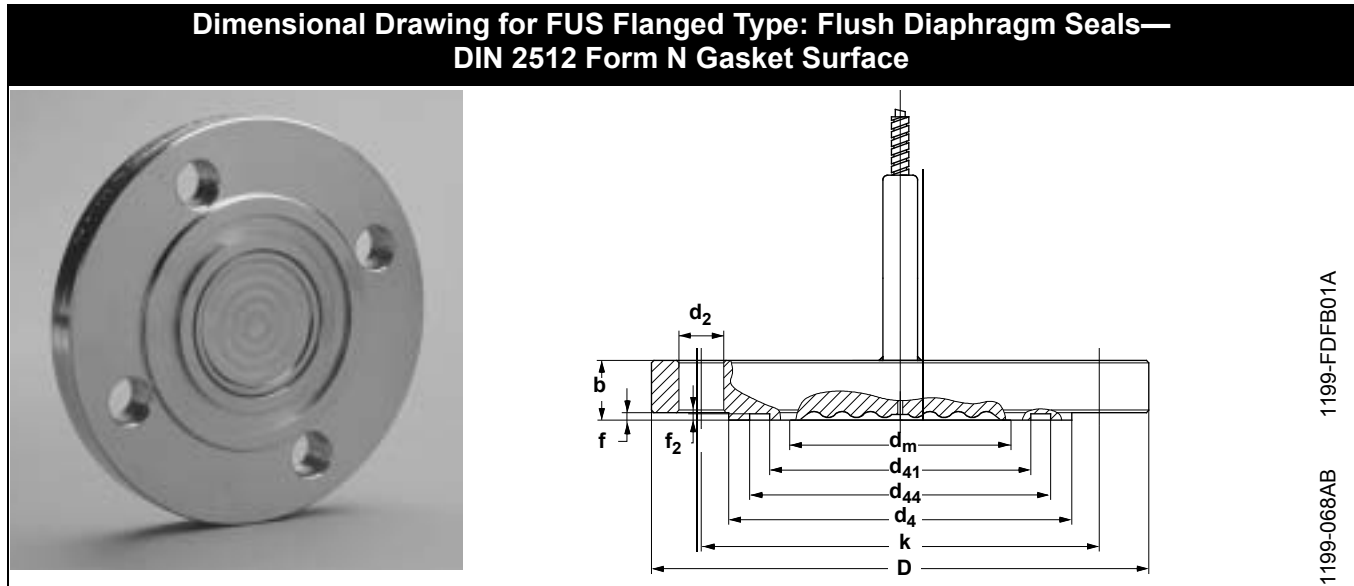 Dimensional Drawing for FUS Flanged Type: Flush Diaphragm Seals—
DIN 2512 Form N Gasket Surface
d2
b
f
f2
dm
d41
d44
d4
k
D
1199-FDFB01A
1199-068AB